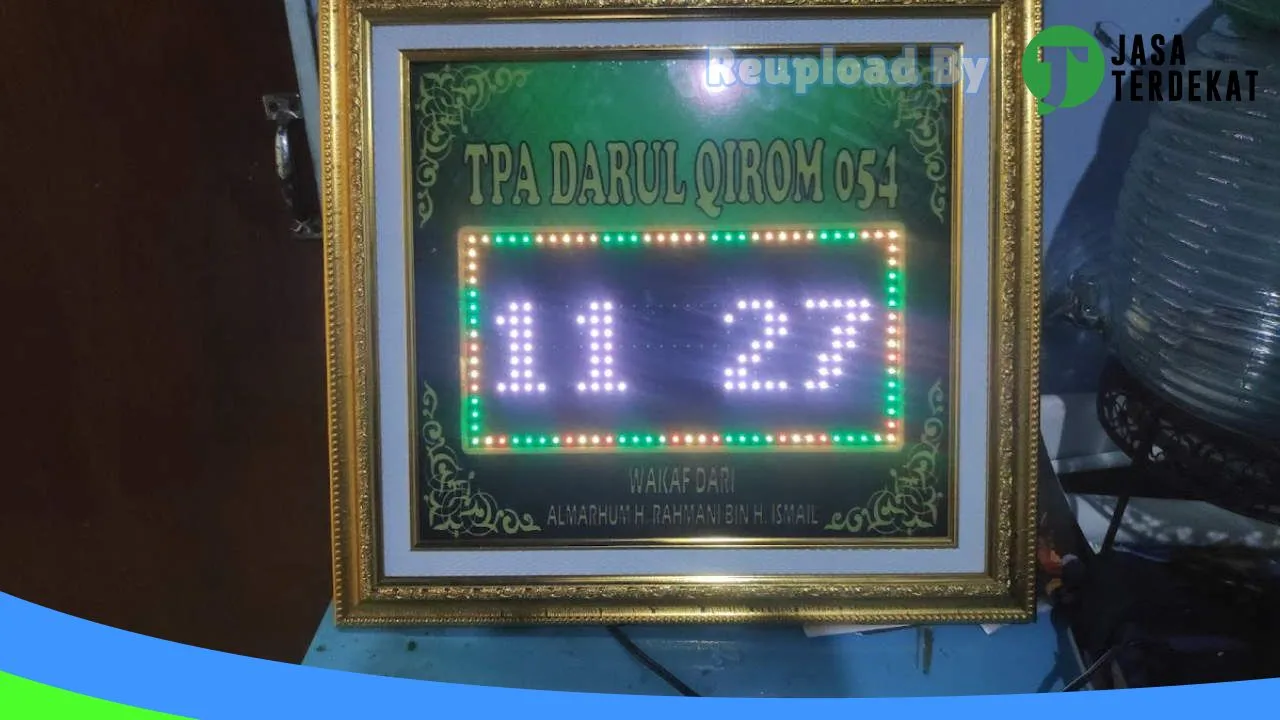 Reupload By
JASA
TERDEKAT
TPA DARUL QIROM 054
11 27
WAKAF DARI
ALMARHUM H. RAHMANI BIN H. ISMAIL